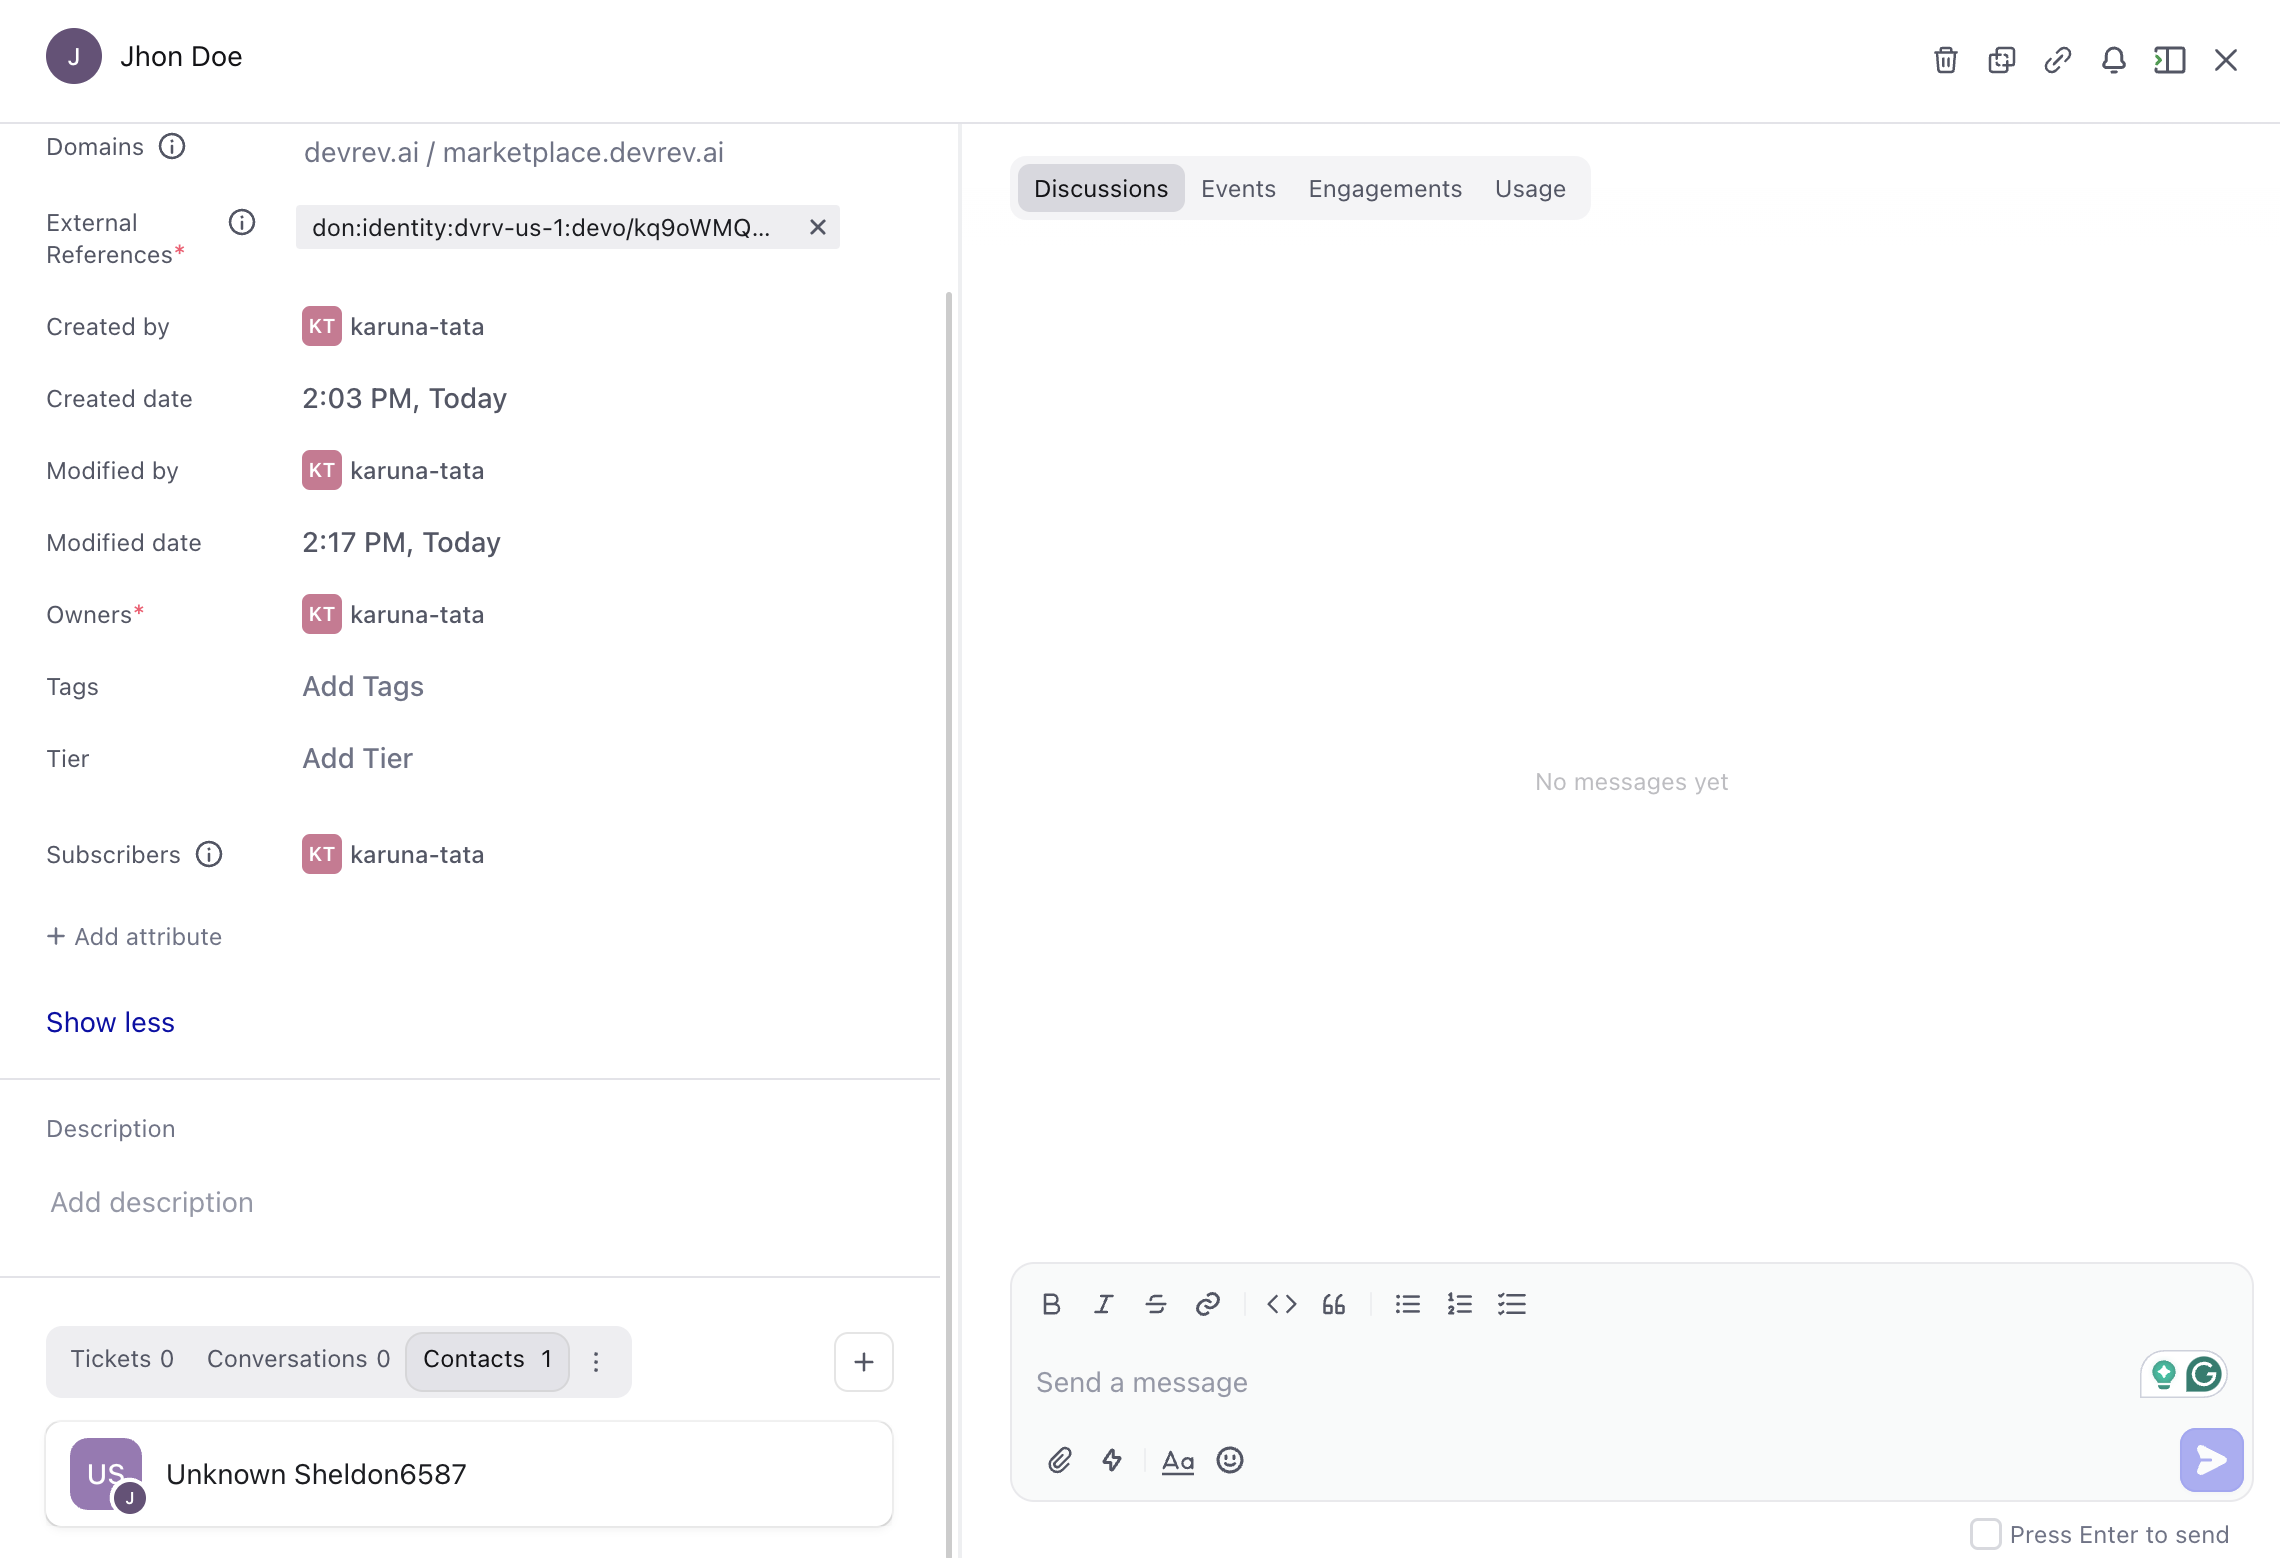 J Jhon Doe
Domains devrev.ai / marketplace.devrev.ai
External
References* don:identity:dvrv-us-1:devo/kq9oWMQ...
Created by KT karuna-tata
Created date 2:03 PM, Today
Modified by KT karuna-tata
Modified date 2:17 PM, Today
Owners* KT karuna-tata
Tags Add Tags
Tier Add Tier
Subscribers KT karuna-tata
+ Add attribute
Show less
Description
Add description
Tickets 0 Conversations 0 Contacts 1
US J Unknown Sheldon6587
Discussions Events Engagements Usage
No messages yet
Send a message
Aa
Press Enter to send